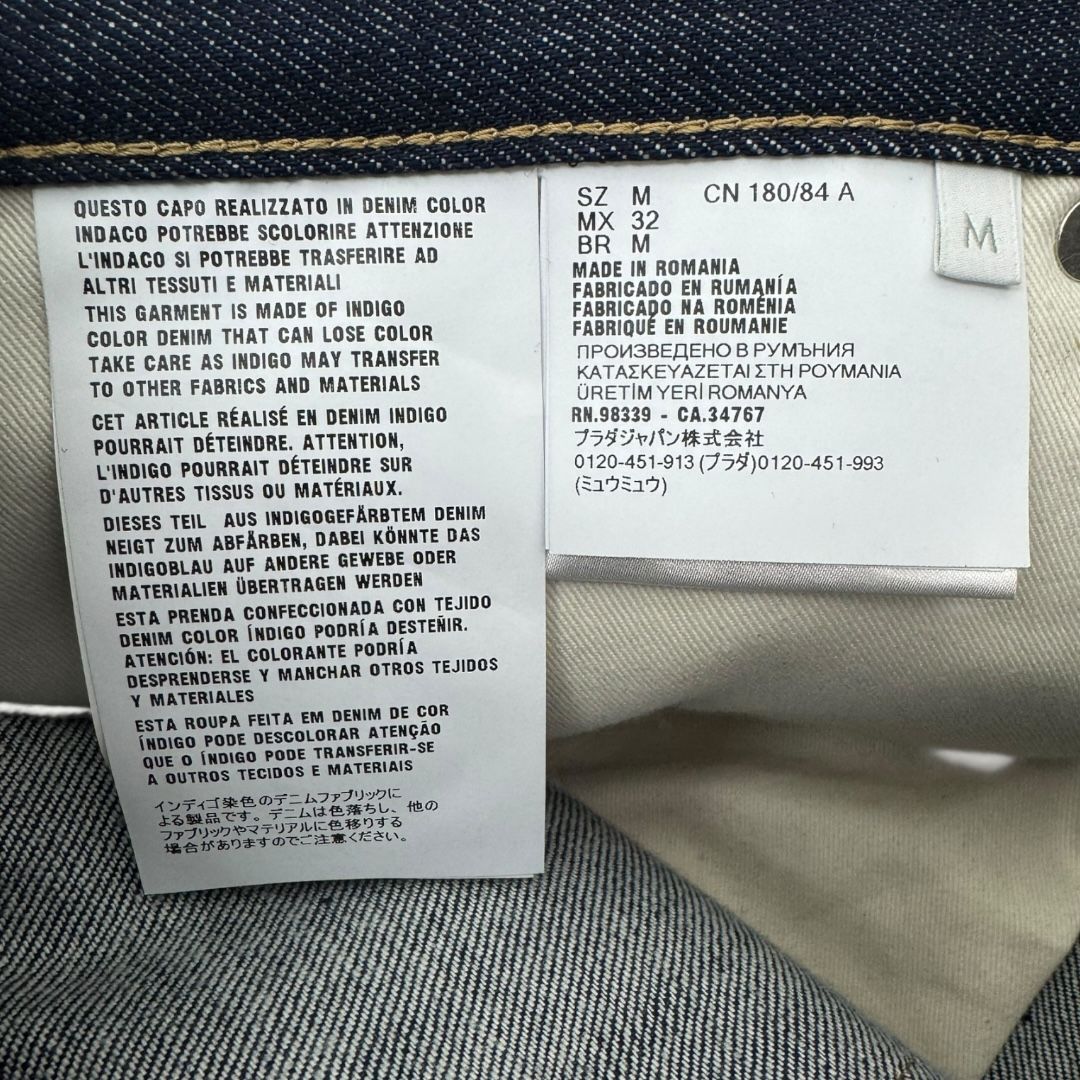 QUESTO CAPO REALIZZATO IN DENIM COLOR
INDACO POTREBBE SCOLORIRE ATTENZIONE
L'INDACO SI POTREBBE TRASFERIRE AD
ALTRI TESSUTI E MATERIALI
THIS GARMENT IS MADE OF INDIGO
COLOR DENIM THAT CAN LOSE COLOR
TAKE CARE AS INDIGO MAY TRANSFER
TO OTHER FABRICS AND MATERIALS
CET ARTICLE RÉALISÉ EN DENIM INDIGO
POURRAIT DÉTEINDRE. ATTENTION,
L'INDIGO POURRAIT DÉTEINDRE SUR
D'AUTRES TISSUS OU MATÉRIAUX.
DIESES TEIL AUS INDIGOGEFÄRBTEM DENIM
NEIGT ZUM ABFÄRBEN, DABEI KÖNNTE DAS
INDIGOBLAU AUF ANDERE GEWEBE ODER
MATERIALIEN ÜBERTRAGEN WERDEN
ESTA PRENDA CONFECCIONADA CON TEJIDO
DENIM COLOR ÍNDIGO PODRÍA DESTEÑIR.
ATENCIÓN: EL COLORANTE PODRÍA
DESPRENDERSE Y MANCHAR OTROS TEJIDOS
Y MATERIALES
ESTA ROUPA FEITA EM DENIM DE COR
ÍNDIGO PODE DESCOLORAR ATENÇÃO
QUE O ÍNDIGO PODE TRANSFERIR-SE
A OUTROS TECIDOS E MATERIAIS
インディゴ染色のデニムファブリックに
よる製品です。デニムは色落ちし、他の
ファブリックやマテリアルに色移りする
場合がありますのでご注意ください。
SZ M CN 180/84 A
MX 32
BR M
MADE IN ROMANIA
FABRICADO EN RUMANÍA
FABRICADO NA ROMÉNIA
FABRIQUÉ EN ROUMANIE
ПРОИЗВЕДЕНО В РУМЪНИЯ
ΚΑΤΑΣΚΕΥΑΖΕΤΑΙ ΣΤΗ ΡΟΥΜΑΝΙΑ
ÜRETİM YERİ ROMANYA
RN.98339 - CA.34767
プラダジャパン株式会社
0120-451-913 (プラダ)0120-451-993
(ミュウミュウ)
M